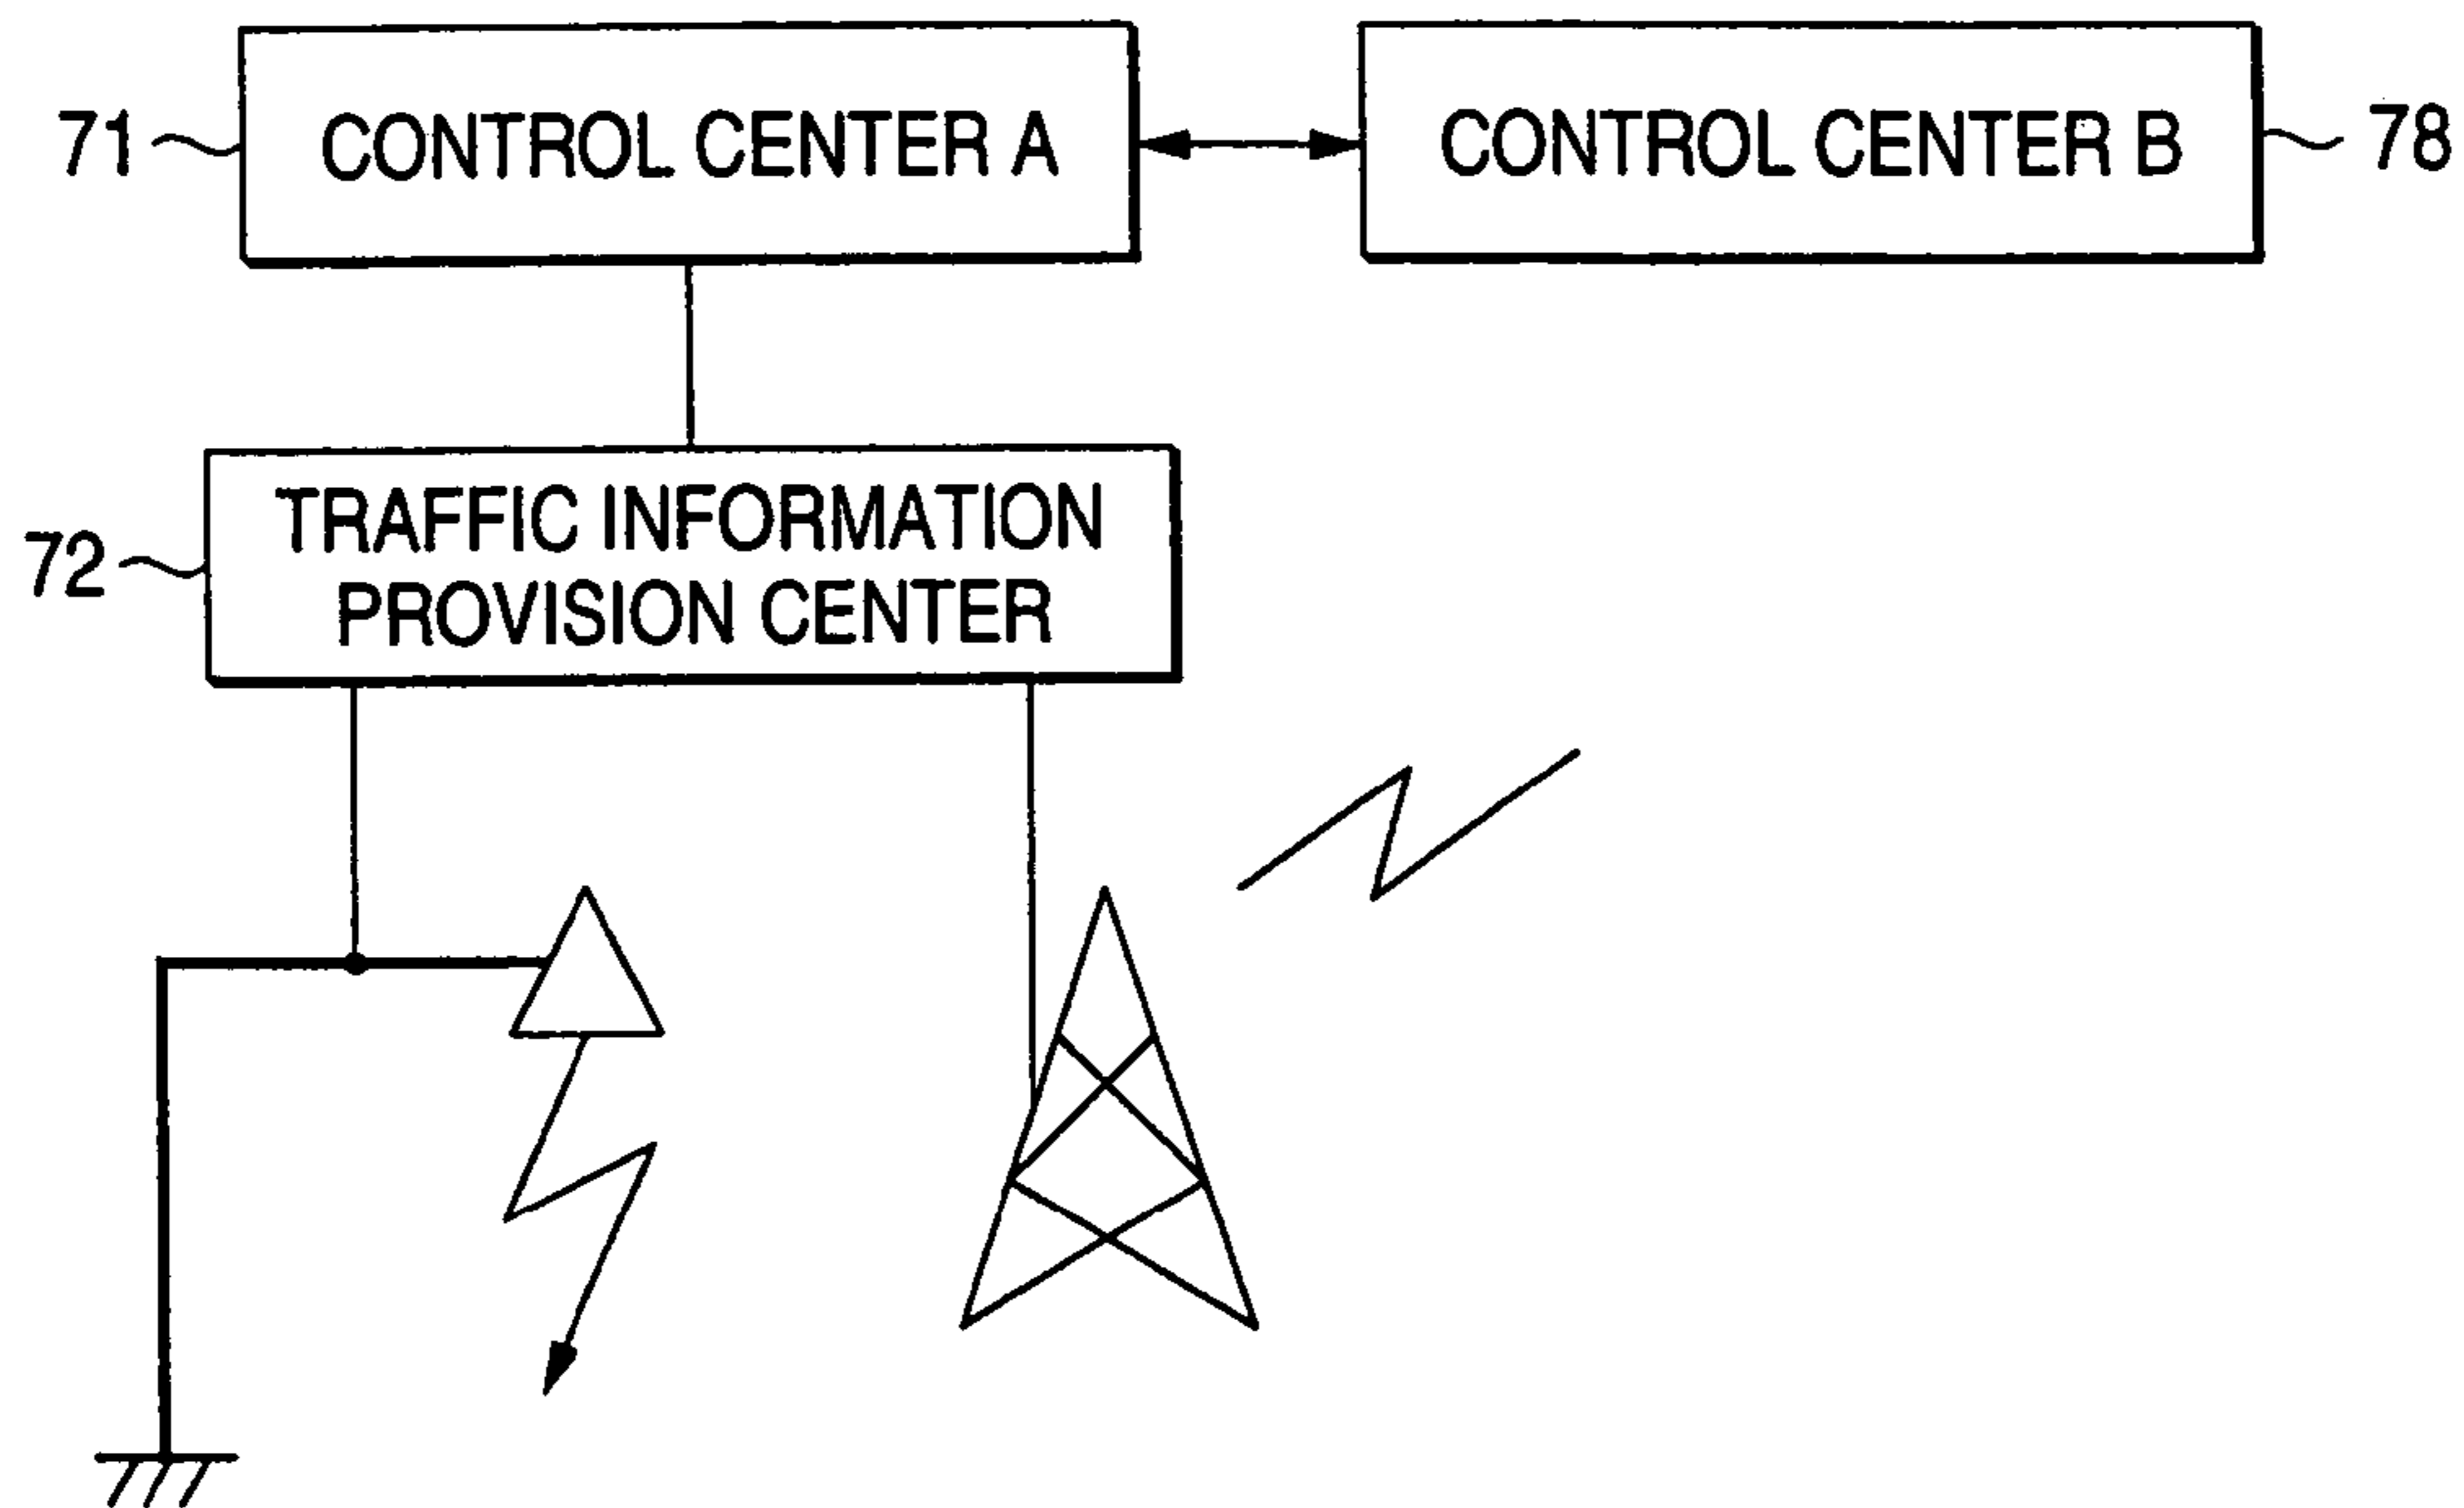 71
CONTROL CENTER A
CONTROL CENTER B
78
72
TRAFFIC INFORMATION
PROVISION CENTER